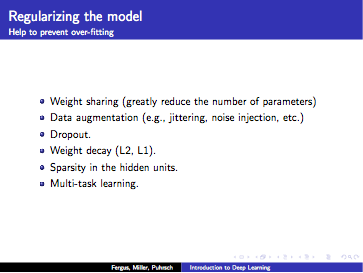 Regularizing the model
Help to prevent over-fitting
Weight sharing (greatly reduce the number of parameters)
Data augmentation (e.g., jittering, noise injection, etc.)
Dropout.
Weight decay (L2, L1).
Sparsity in the hidden units.
Multi-task learning.
Fergus, Miller, Puhrsch Introduction to Deep Learning